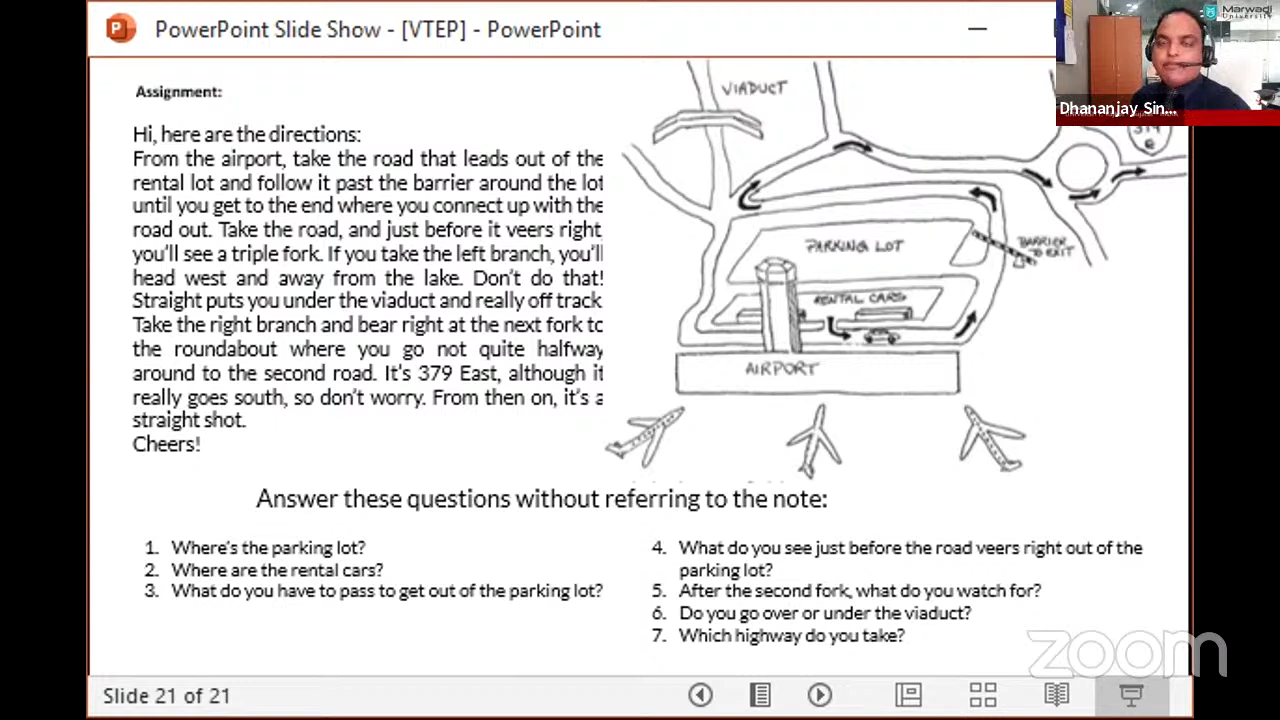 PowerPoint Slide Show - [VTEP] - PowerPoint
Marwadi
University
Dhananjay Sin...
Assignment:
Hi, here are the directions:
From the airport, take the road that leads out of the
rental lot and follow it past the barrier around the lot
until you get to the end where you connect up with the
road out. Take the road, and just before it veers right
you'll see a triple fork. If you take the left branch, you'll
head west and away from the lake. Don't do that!
Straight puts you under the viaduct and really off track
Take the right branch and bear right at the next fork to
the roundabout where you go not quite halfway
around to the second road. It's 379 East, although it
really goes south, so don't worry. From then on, it's a
straight shot.
Cheers!
VIADUCT
PARKING LOT
BARRIER
RENTAL CARS
AIRPORT
Answer these questions without referring to the note:
1. Where's the parking lot?
2. Where are the rental cars?
3. What do you have to pass to get out of the parking lot?
4. What do you see just before the road veers right out of the
parking lot?
5. After the second fork, what do you watch for?
6. Do you go over or under the viaduct?
7. Which highway do you take?
zoom
Slide 21 of 21